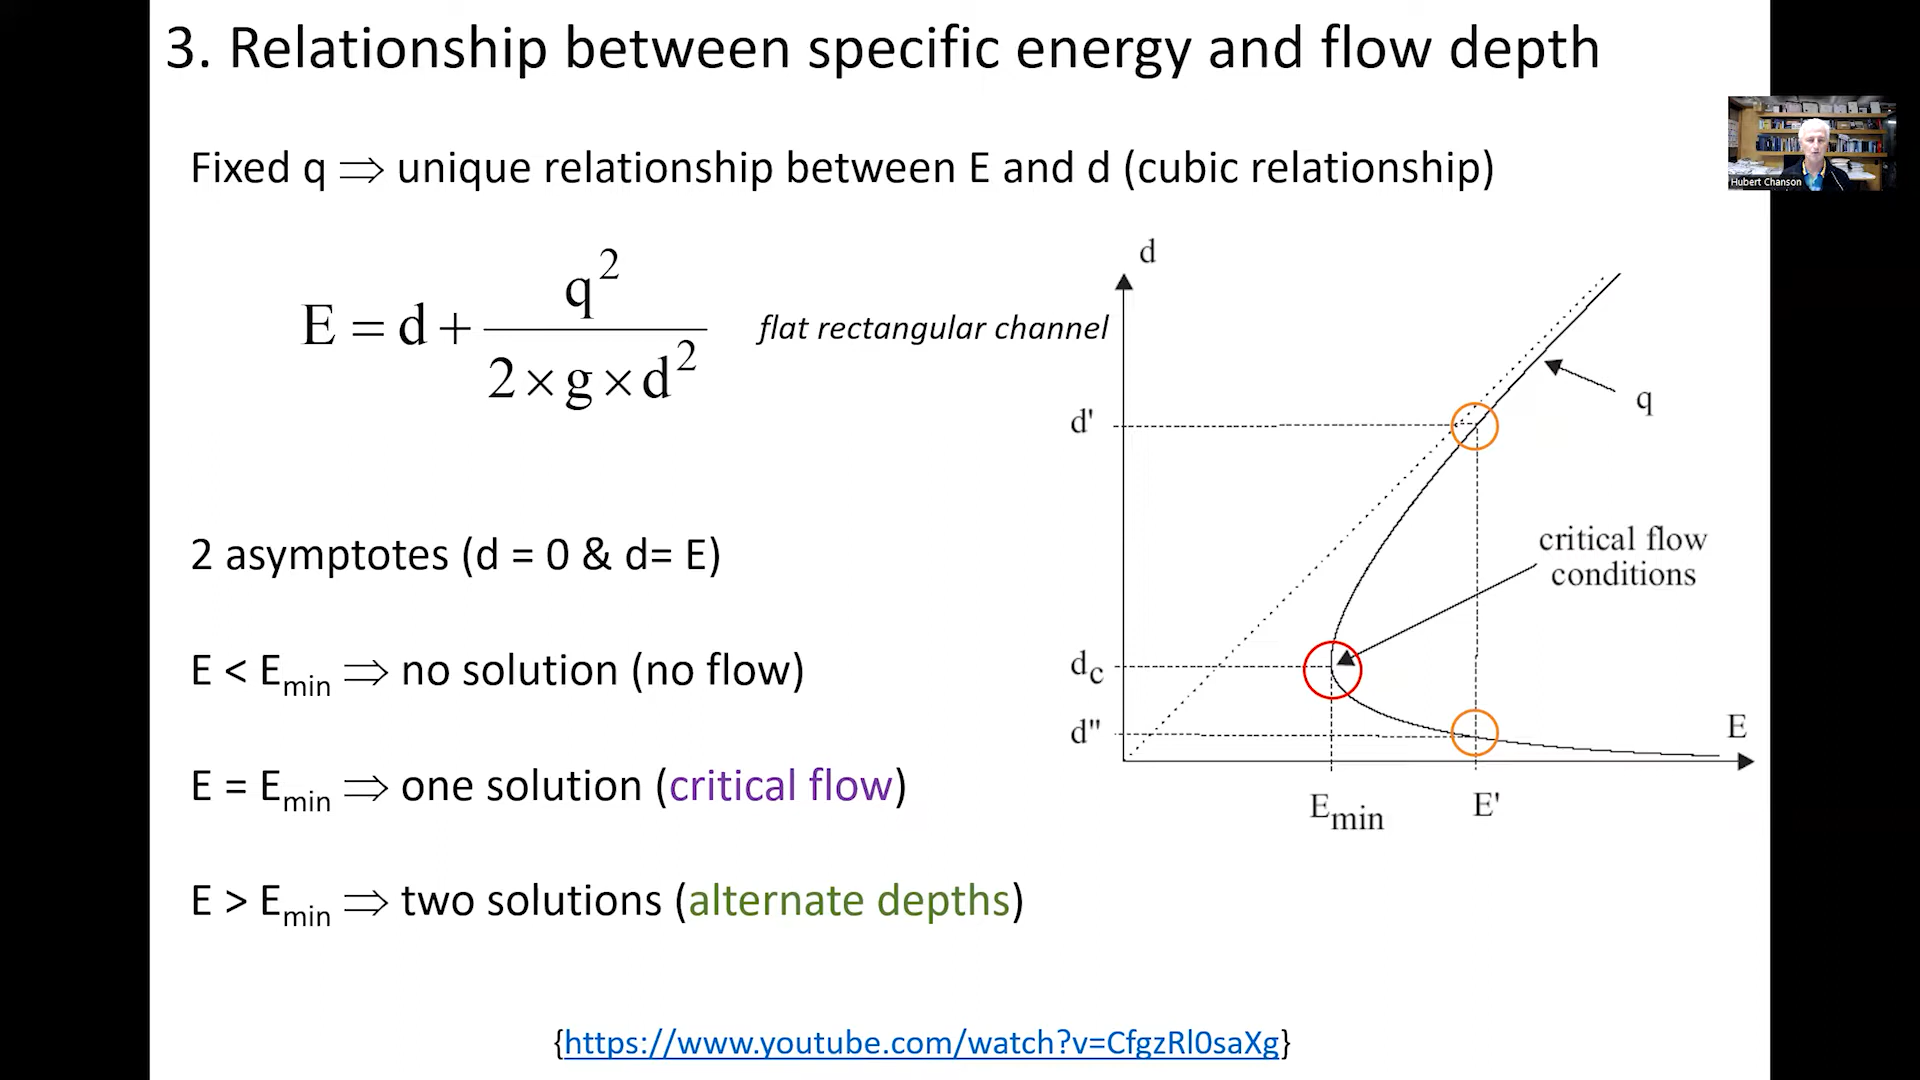 3. Relationship between specific energy and flow depth
Hubert Chanson
Fixed q ⇒ unique relationship between E and d (cubic relationship)
E = d + q² / (2 × g × d²)
flat rectangular channel
d
q
d'
critical flow
conditions
d_c
d"
E
E_min
E'
2 asymptotes (d = 0 & d= E)
E < E_min ⇒ no solution (no flow)
E = E_min ⇒ one solution (critical flow)
E > E_min ⇒ two solutions (alternate depths)
{https://www.youtube.com/watch?v=CfgzRl0saXg}